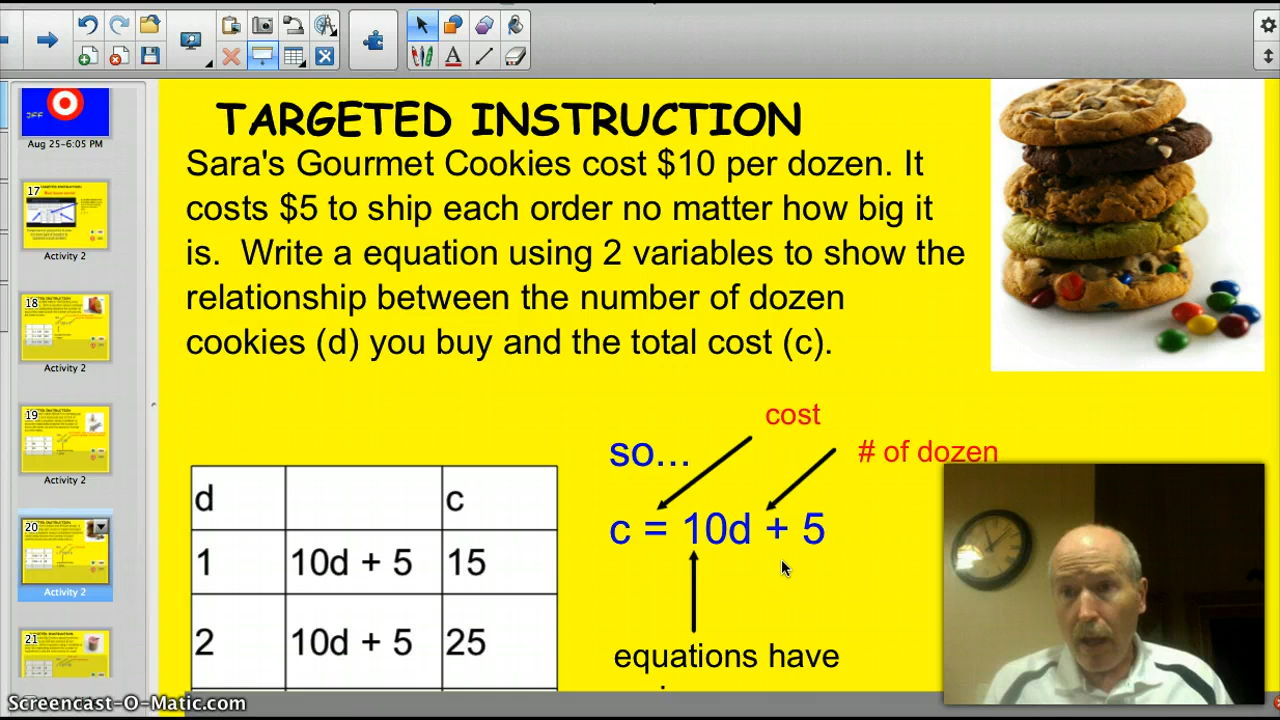 TARGETED INSTRUCTION
Sara's Gourmet Cookies cost $10 per dozen. It
costs $5 to ship each order no matter how big it
is. Write a equation using 2 variables to show the
relationship between the number of dozen
cookies (d) you buy and the total cost (c).
cost
so...
# of dozen
c = 10d + 5
equations have
d c
1 10d + 5 15
2 10d + 5 25
Aug 25-6:05 PM
17
Activity 2
18
Activity 2
19
Activity 2
20
Activity 2
21
Screencast-O-Matic.com